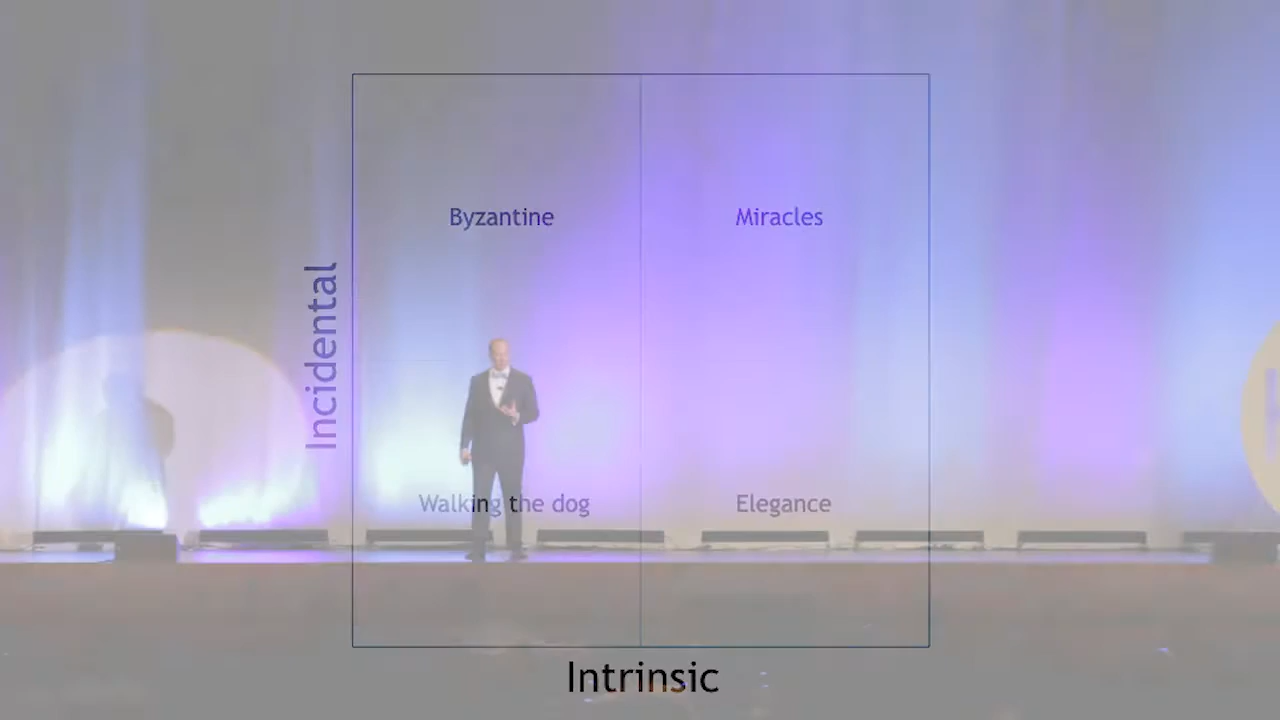 Byzantine
Miracles
Incidental
Walking the dog
Elegance
Intrinsic